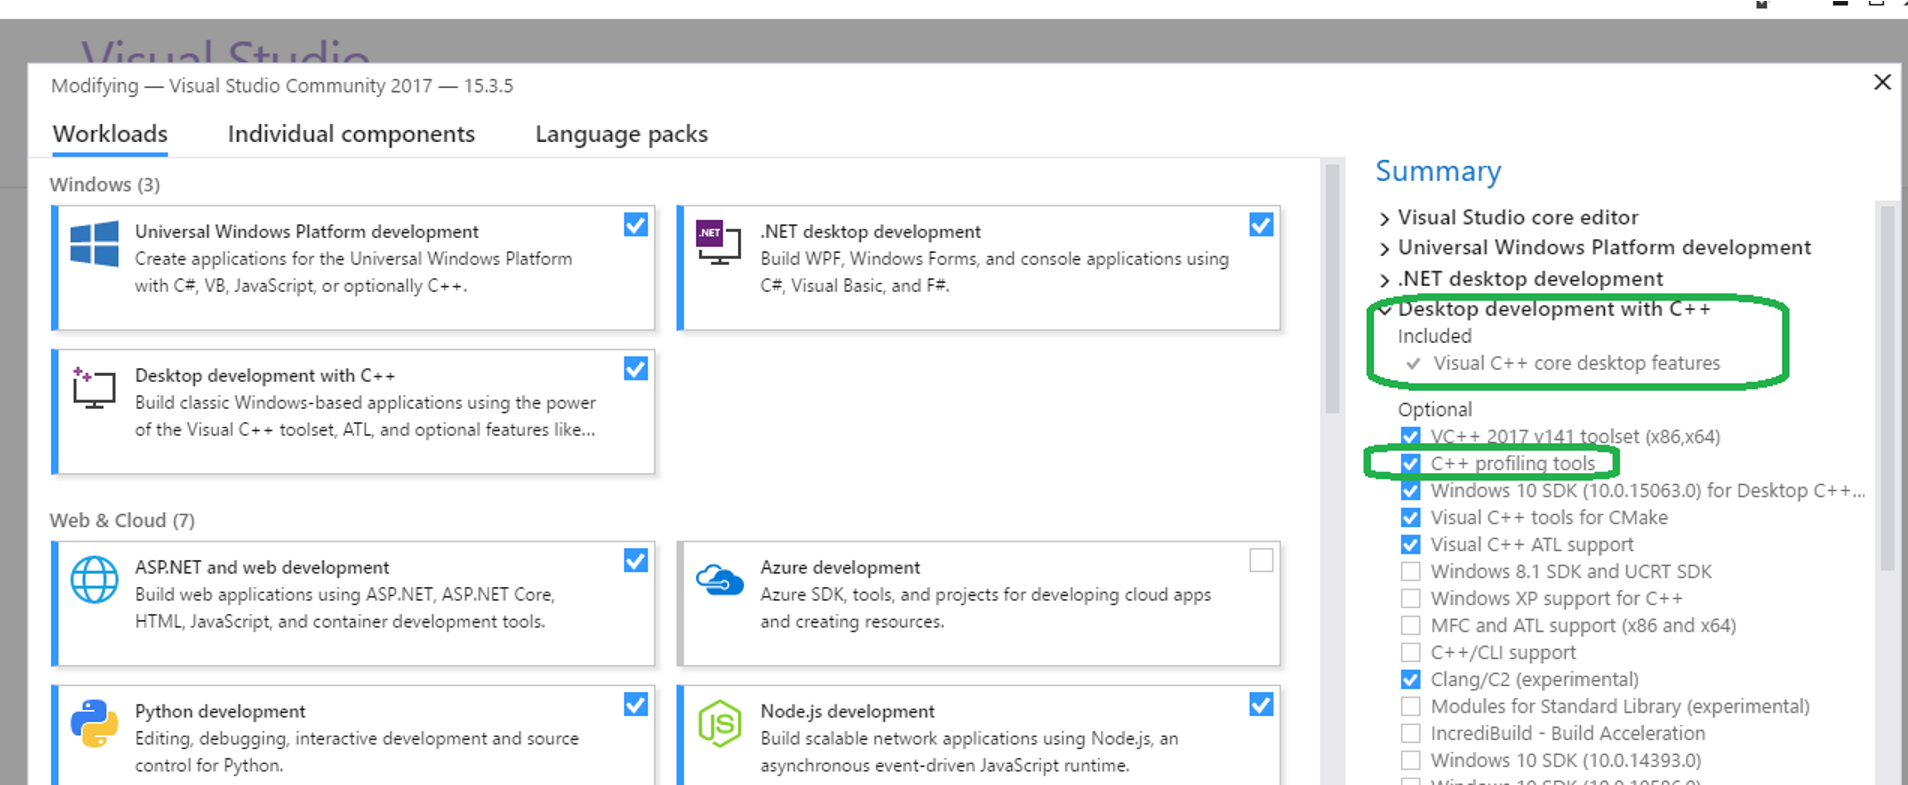 Visual Studio
Modifying — Visual Studio Community 2017 — 15.3.5
Workloads
Individual components
Language packs
Windows (3)
Universal Windows Platform development
Create applications for the Universal Windows Platform
with C#, VB, JavaScript, or optionally C++.
.NET
.NET desktop development
Build WPF, Windows Forms, and console applications using
C#, Visual Basic, and F#.
Desktop development with C++
Build classic Windows-based applications using the power
of the Visual C++ toolset, ATL, and optional features like...
Web & Cloud (7)
ASP.NET and web development
Build web applications using ASP.NET, ASP.NET Core,
HTML, JavaScript, and container development tools.
Azure development
Azure SDK, tools, and projects for developing cloud apps
and creating resources.
Python development
Editing, debugging, interactive development and source
control for Python.
JS
Node.js development
Build scalable network applications using Node.js, an
asynchronous event-driven JavaScript runtime.
Summary
Visual Studio core editor
Universal Windows Platform development
.NET desktop development
Desktop development with C++
Included
Visual C++ core desktop features
Optional
VC++ 2017 v141 toolset (x86,x64)
C++ profiling tools
Windows 10 SDK (10.0.15063.0) for Desktop C++...
Visual C++ tools for CMake
Visual C++ ATL support
Windows 8.1 SDK and UCRT SDK
Windows XP support for C++
MFC and ATL support (x86 and x64)
C++/CLI support
Clang/C2 (experimental)
Modules for Standard Library (experimental)
IncrediBuild - Build Acceleration
Windows 10 SDK (10.0.14393.0)
Windows 10 SDK